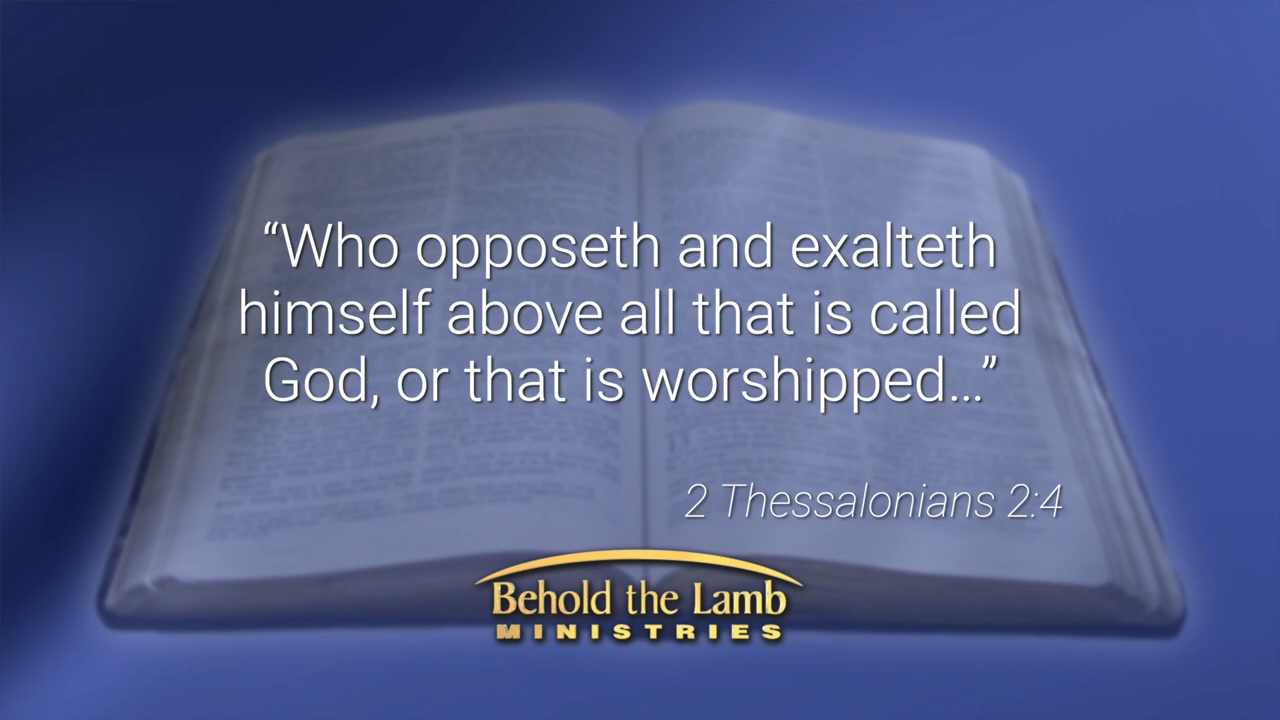 “Who opposeth and exalteth
himself above all that is called
God, or that is worshipped...”
2 Thessalonians 2:4
Behold the Lamb
MINISTRIES